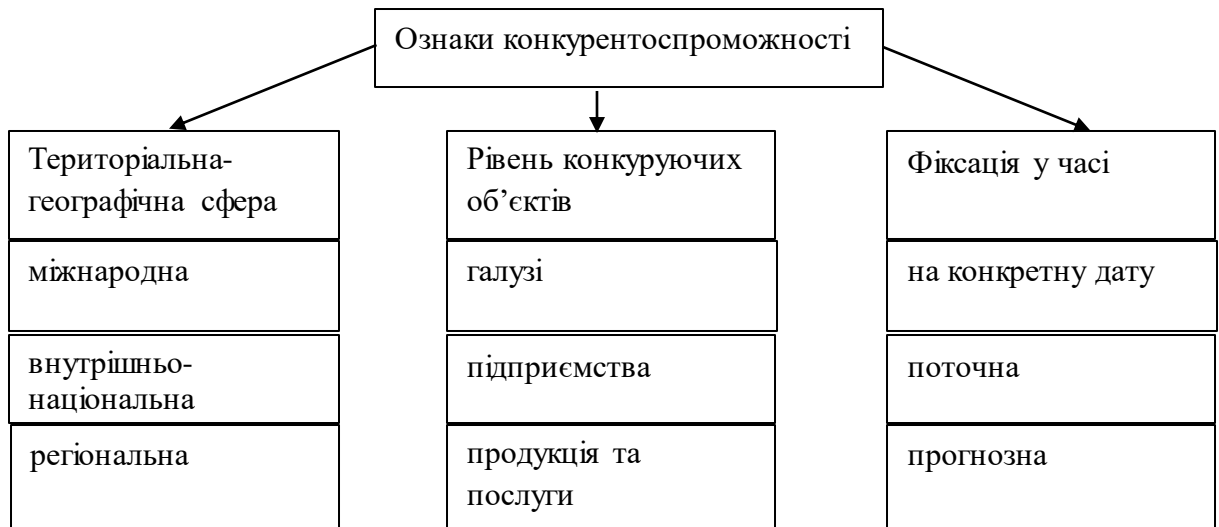 Ознаки конкурентоспроможності
Територіальна-
географічна сфера
міжнародна
внутрішньо-
національна
регіональна
Рівень конкуруючих
об’єктів
галузі
підприємства
продукція та
послуги
Фіксація у часі
на конкретну дату
поточна
прогнозна